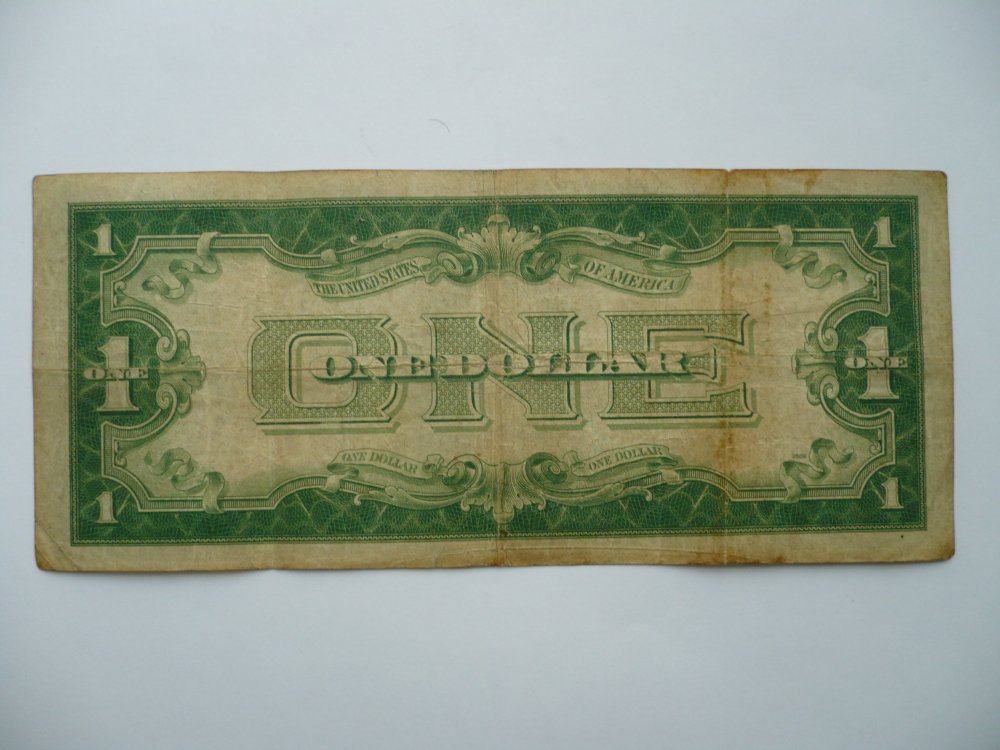 1 1
THE UNITED STATES OF AMERICA
ONE
ONE DOLLAR
1 ONE
1 ONE
ONE DOLLAR ONE DOLLAR
1 1